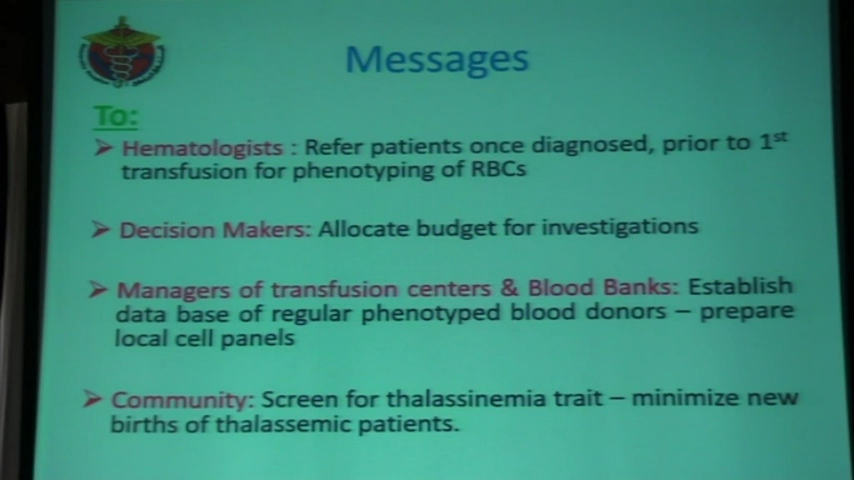 Messages
To:
➢ Hematologists : Refer patients once diagnosed, prior to 1st
transfusion for phenotyping of RBCs
➢ Decision Makers: Allocate budget for investigations
➢ Managers of transfusion centers & Blood Banks: Establish
data base of regular phenotyped blood donors – prepare
local cell panels
➢ Community: Screen for thalassinemia trait – minimize new
births of thalassemic patients.